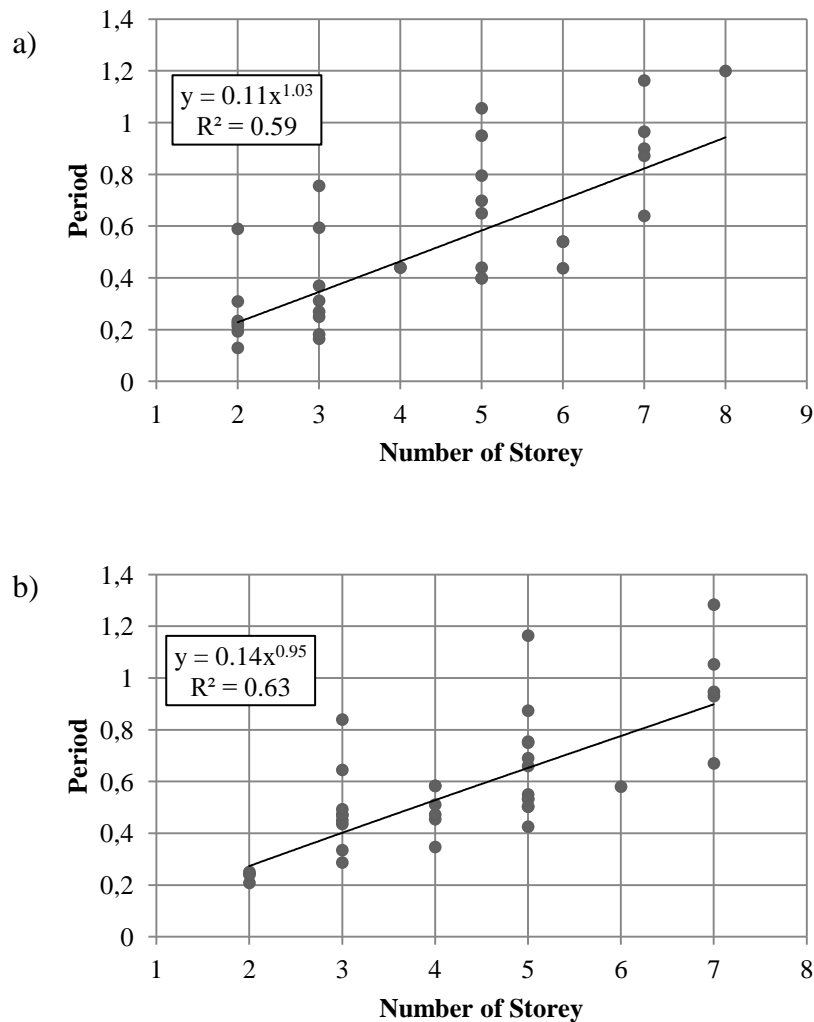 a)
1,4
1,2
1
0,8
0,6
0,4
0,2
0
Period
y = 0.11x^1.03
R² = 0.59
1 2 3 4 5 6 7 8 9
Number of Storey
b)
1,4
1,2
1
0,8
0,6
0,4
0,2
0
Period
y = 0.14x^0.95
R² = 0.63
1 2 3 4 5 6 7 8
Number of Storey